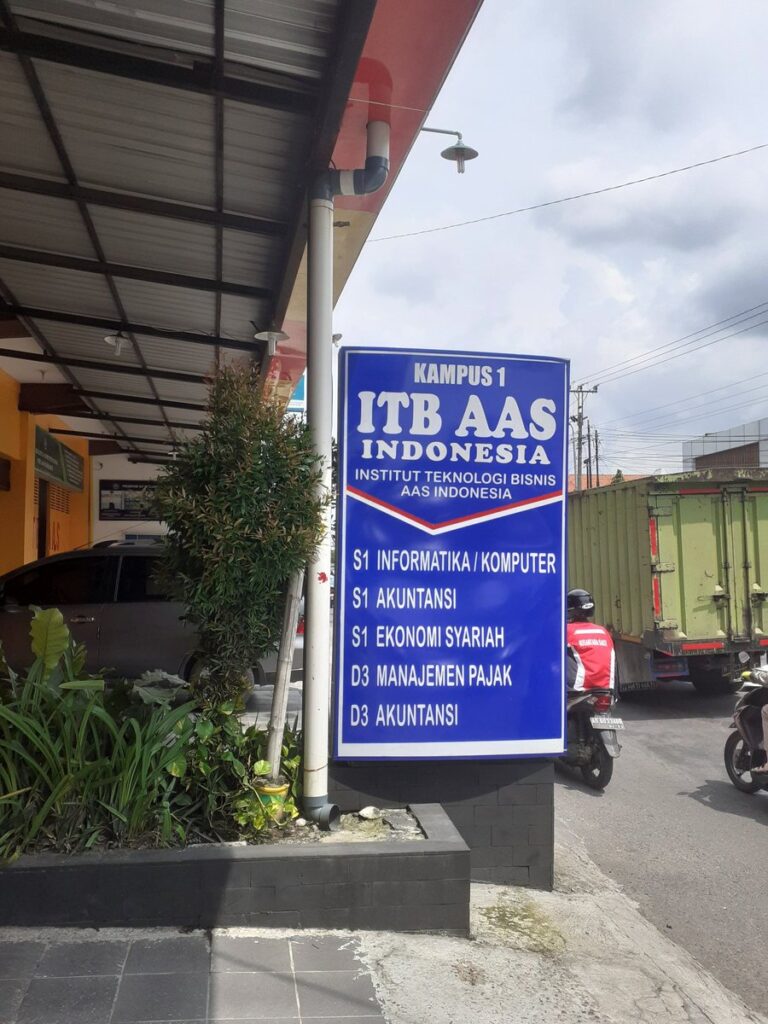 KAMPUS 1
ITB AAS
INDONESIA
INSTITUT TEKNOLOGI BISNIS
AAS INDONESIA
S1 INFORMATIKA / KOMPUTER
S1 AKUNTANSI
S1 EKONOMI SYARIAH
D3 MANAJEMEN PAJAK
D3 AKUNTANSI